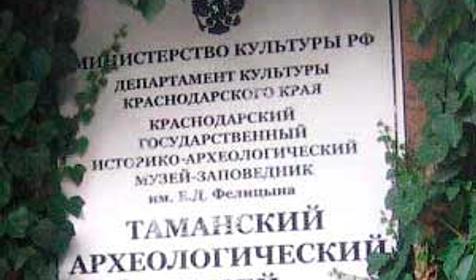 МИНИСТЕРСТВО КУЛЬТУРЫ РФ
ДЕПАРТАМЕНТ КУЛЬТУРЫ
КРАСНОДАРСКОГО КРАЯ
КРАСНОДАРСКИЙ
ГОСУДАРСТВЕННЫЙ
ИСТОРИКО-АРХЕОЛОГИЧЕСКИЙ
МУЗЕЙ-ЗАПОВЕДНИК
им. Е.Д. Фелицына
ТАМАНСКИЙ
АРХЕОЛОГИЧЕСКИЙ